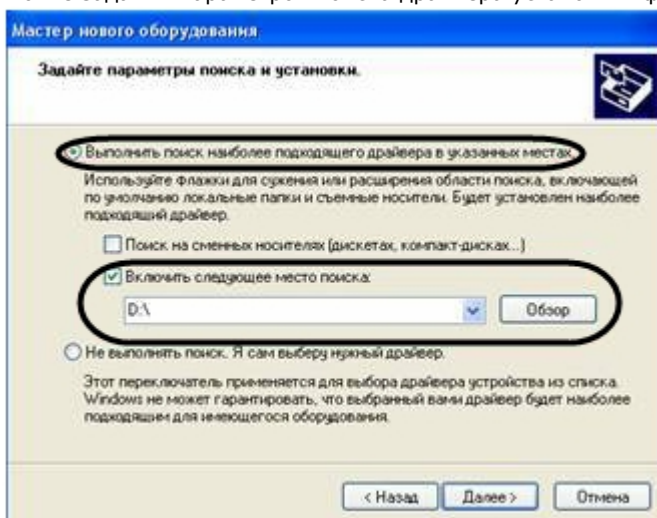 Мастер нового оборудования
Задайте параметры поиска и установки.
Выполнить поиск наиболее подходящего драйвера в указанных местах.
Используйте флажки для сужения или расширения области поиска, включающей
по умолчанию локальные папки и съемные носители. Будет установлен наиболее
подходящий драйвер.
Поиск на сменных носителях (дискетах, компакт-дисках...)
Включить следующее место поиска:
D:\
Обзор
Не выполнять поиск. Я сам выберу нужный драйвер.
Этот переключатель применяется для выбора драйвера устройства из списка.
Windows не может гарантировать, что выбранный вами драйвер будет наиболее
подходящим для имеющегося оборудования.
< Назад
Далее >
Отмена